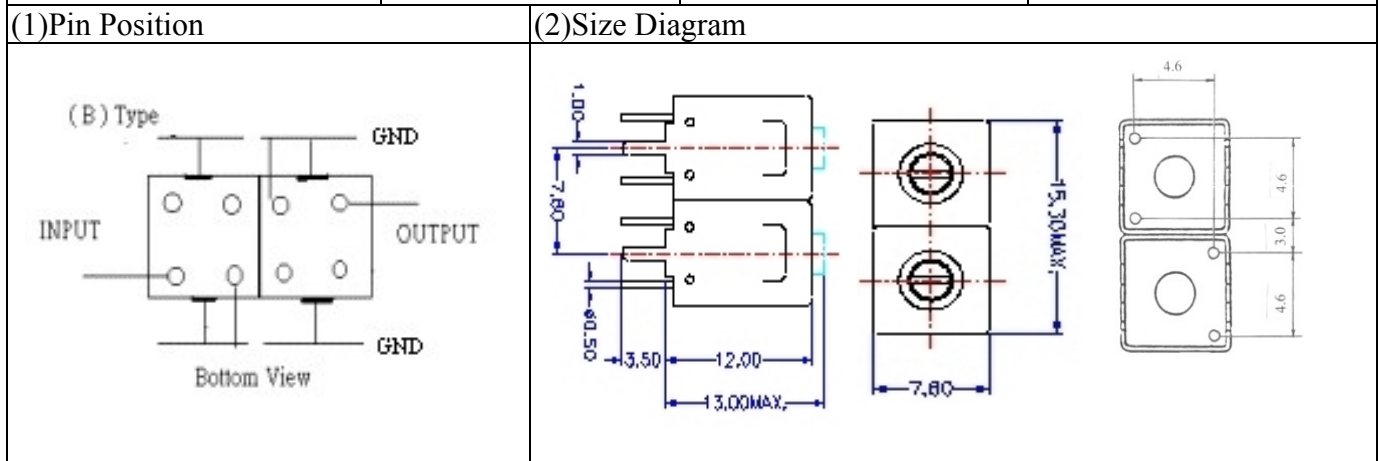 (1)Pin Position
(2)Size Diagram
(B) Type
GND
INPUT
OUTPUT
GND
Bottom View
1.00
7.80
ø0.50
3.50
12.00
13.00MAX.
15.30MAX.
7.80
4.6
4.6
3.0
4.6